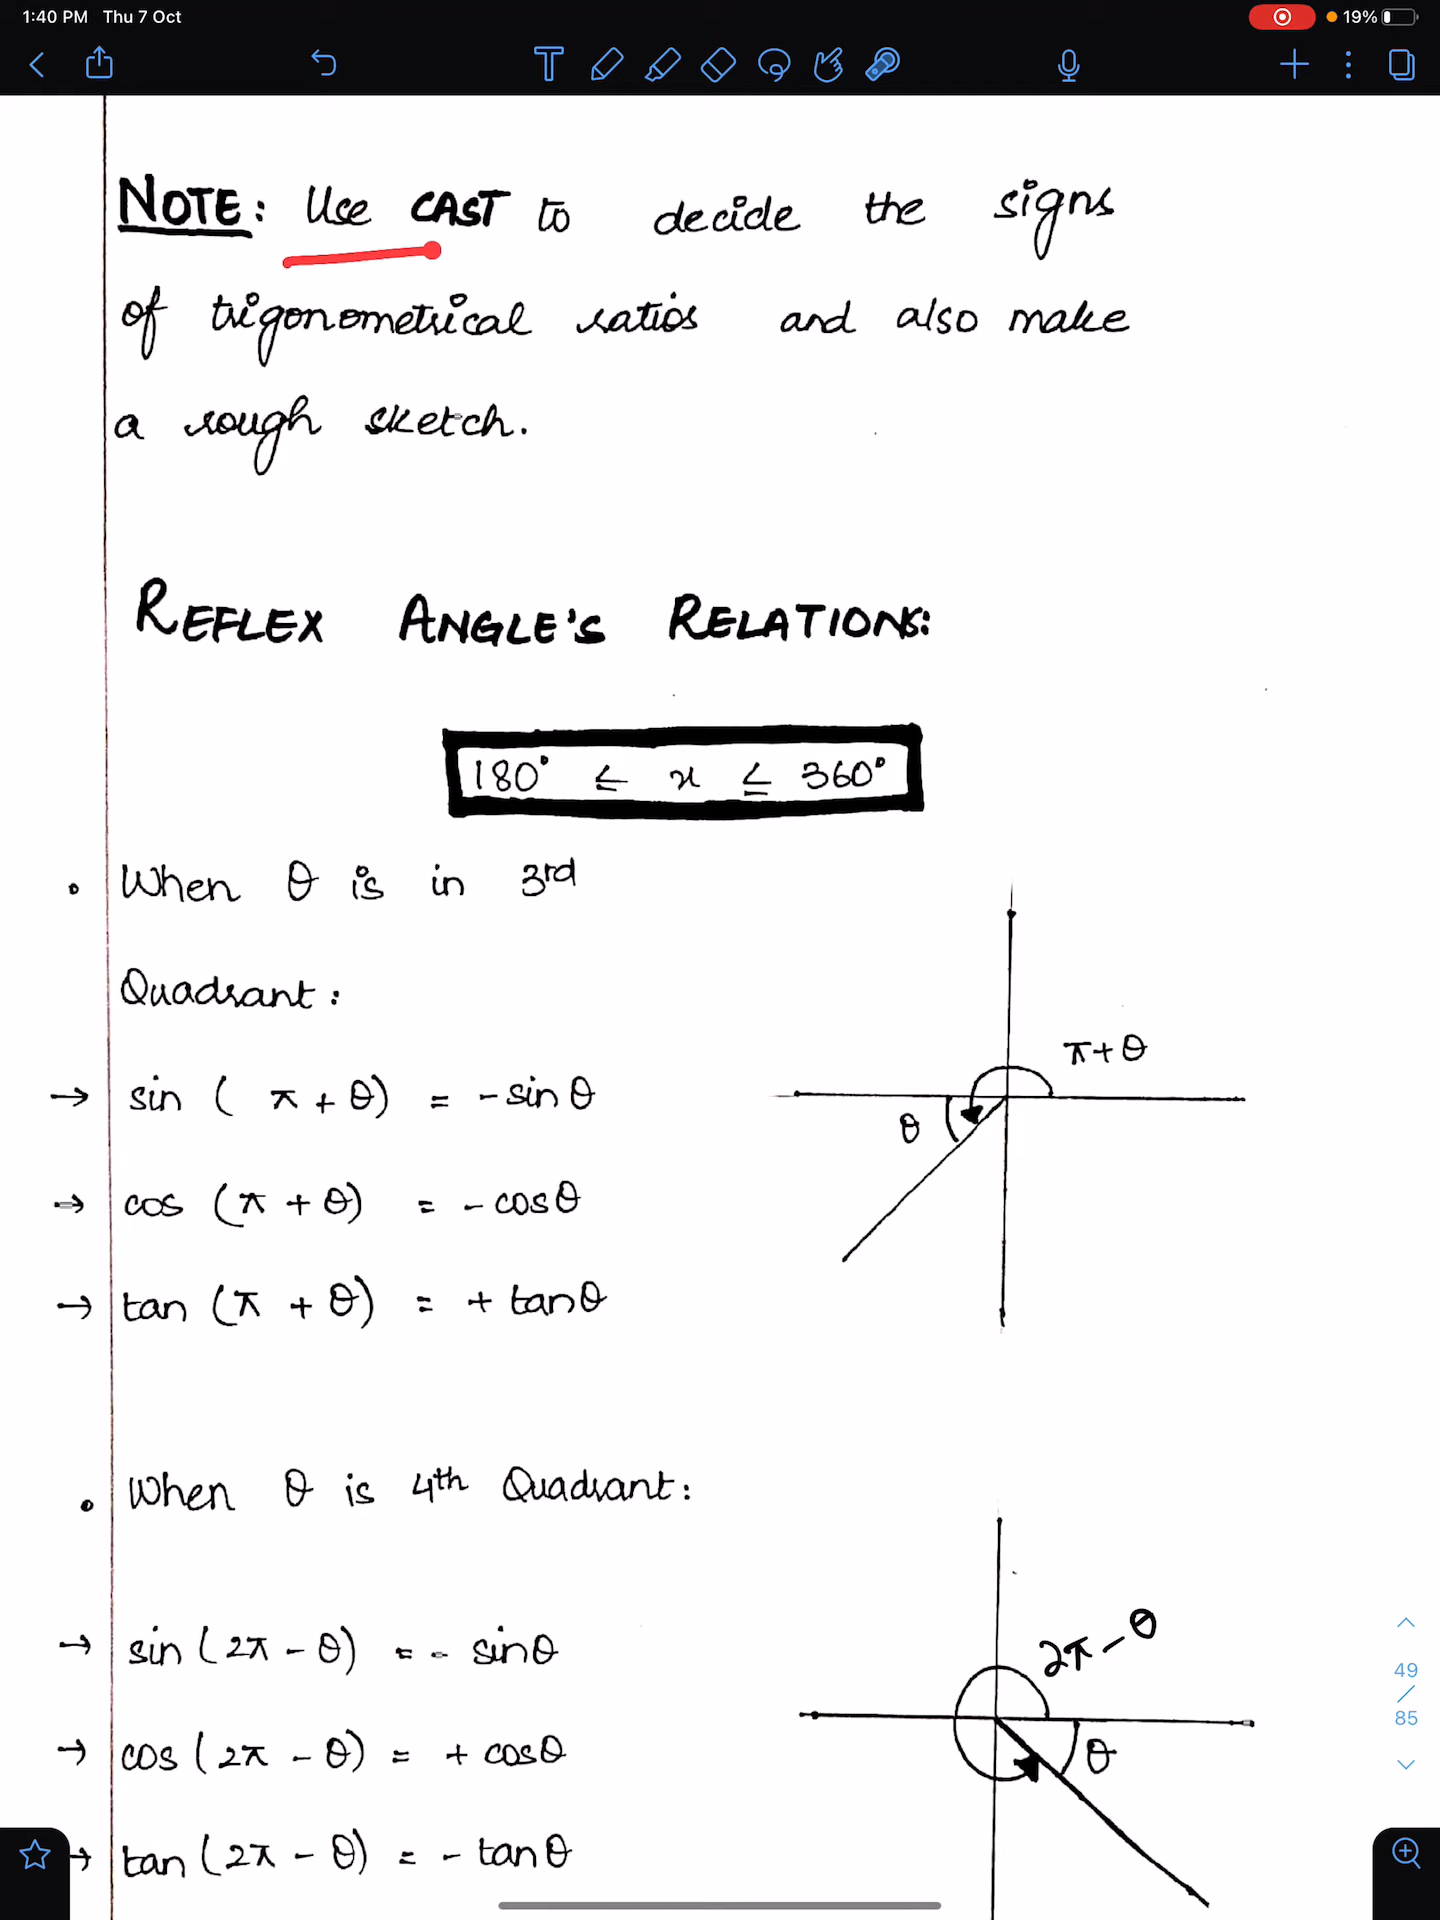 1:40 PM Thu 7 Oct
19%
NOTE: Use CAST to decide the signs
of trigonometrical ratios and also make
a rough sketch.
REFLEX ANGLE'S RELATIONS:
180° ≤ x ≤ 360°
• When θ is in 3rd
Quadrant:
π+θ
→ sin ( π + θ) = - sin θ
θ
→ cos (π + θ) = - cosθ
→ tan (π + θ) = + tanθ
• When θ is 4th Quadrant:
2π - θ
→ sin (2π - θ) = - sinθ
θ
→ cos (2π - θ) = + cosθ
→ tan (2π - θ) = - tanθ
49
/
85